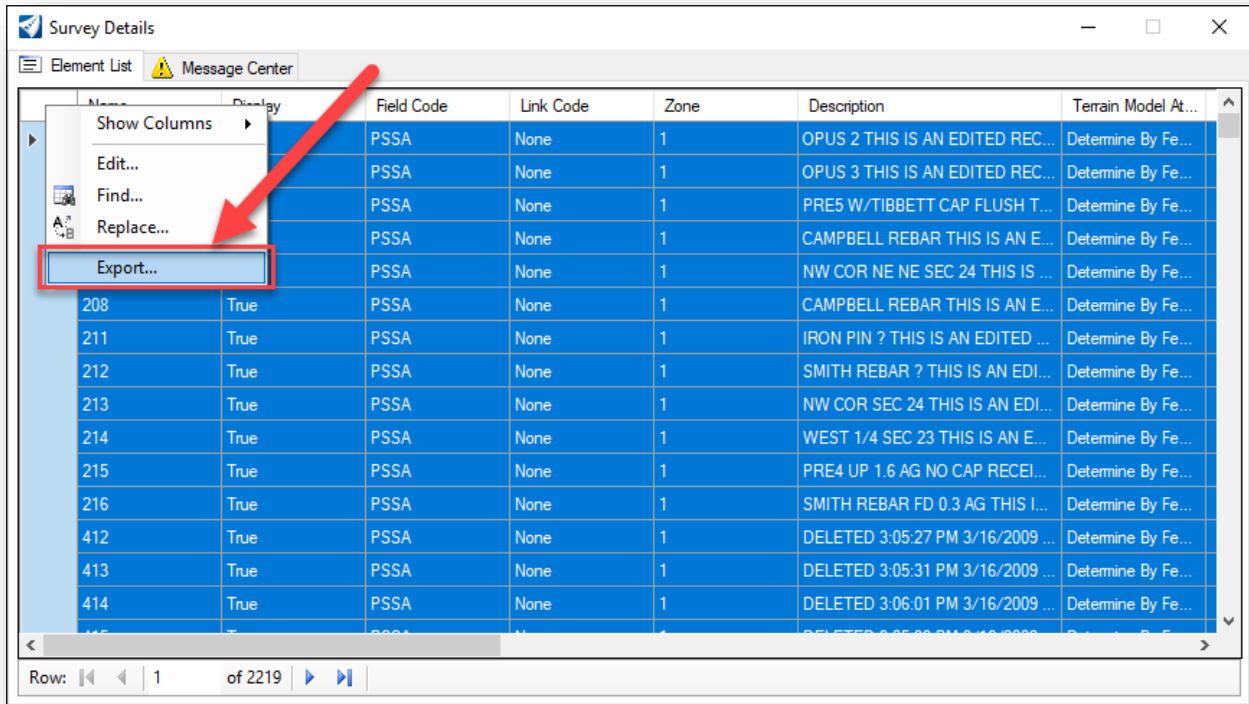 Survey Details
Element List Message Center
Name Display Field Code Link Code Zone Description Terrain Model At...
Show Columns
Edit...
Find...
Replace...
Export...
PSSA None 1 OPUS 2 THIS IS AN EDITED REC... Determine By Fe...
PSSA None 1 OPUS 3 THIS IS AN EDITED REC... Determine By Fe...
PSSA None 1 PRE5 W/TIBBETT CAP FLUSH T... Determine By Fe...
PSSA None 1 CAMPBELL REBAR THIS IS AN E... Determine By Fe...
PSSA None 1 NW COR NE NE SEC 24 THIS IS ... Determine By Fe...
208 True PSSA None 1 CAMPBELL REBAR THIS IS AN E... Determine By Fe...
211 True PSSA None 1 IRON PIN ? THIS IS AN EDITED ... Determine By Fe...
212 True PSSA None 1 SMITH REBAR ? THIS IS AN EDI... Determine By Fe...
213 True PSSA None 1 NW COR SEC 24 THIS IS AN EDI... Determine By Fe...
214 True PSSA None 1 WEST 1/4 SEC 23 THIS IS AN E... Determine By Fe...
215 True PSSA None 1 PRE4 UP 1.6 AG NO CAP RECEI... Determine By Fe...
216 True PSSA None 1 SMITH REBAR FD 0.3 AG THIS I... Determine By Fe...
412 True PSSA None 1 DELETED 3:05:27 PM 3/16/2009 ... Determine By Fe...
413 True PSSA None 1 DELETED 3:05:31 PM 3/16/2009 ... Determine By Fe...
414 True PSSA None 1 DELETED 3:06:01 PM 3/16/2009 ... Determine By Fe...
Row: 1 of 2219